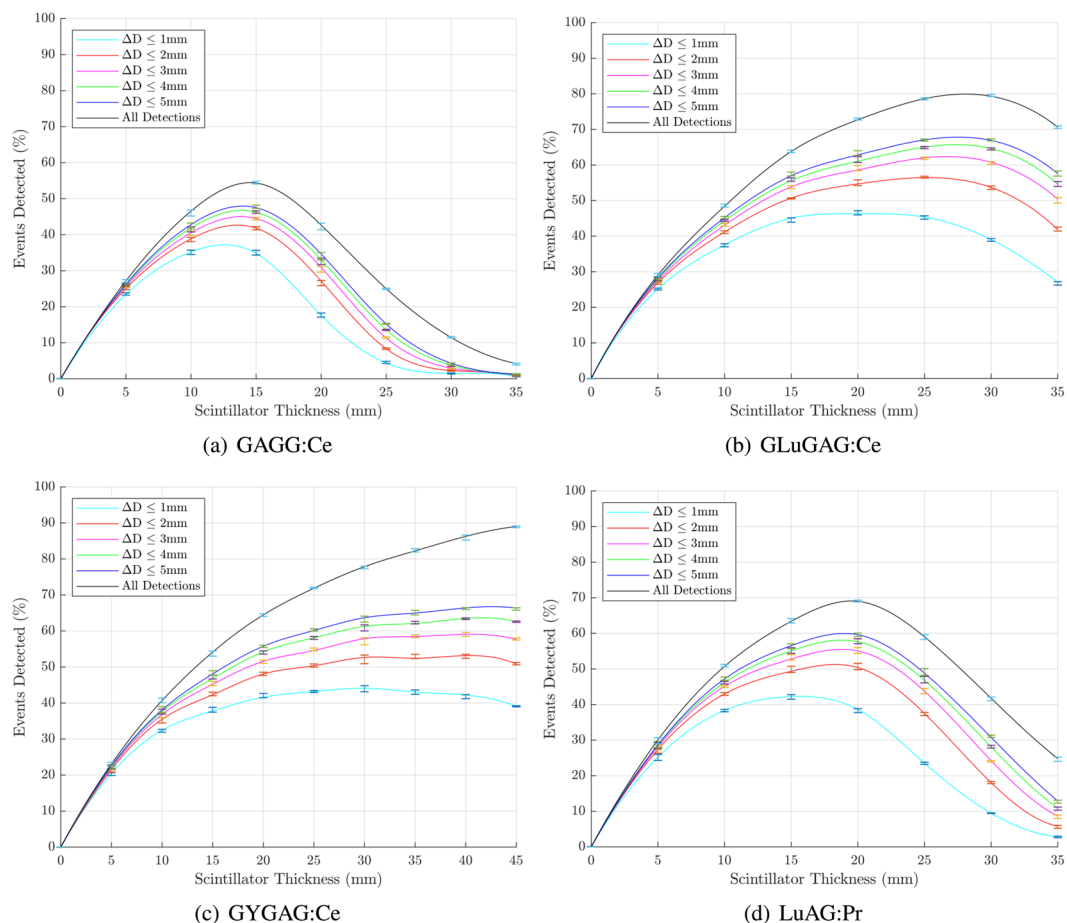 100
90
80
70
60
50
40
30
20
10
0
Events Detected (%)
ΔD ≤ 1mm
ΔD ≤ 2mm
ΔD ≤ 3mm
ΔD ≤ 4mm
ΔD ≤ 5mm
All Detections
0 5 10 15 20 25 30 35
Scintillator Thickness (mm)
(a) GAGG:Ce
100
90
80
70
60
50
40
30
20
10
0
Events Detected (%)
ΔD ≤ 1mm
ΔD ≤ 2mm
ΔD ≤ 3mm
ΔD ≤ 4mm
ΔD ≤ 5mm
All Detections
0 5 10 15 20 25 30 35
Scintillator Thickness (mm)
(b) GLuGAG:Ce
100
90
80
70
60
50
40
30
20
10
0
Events Detected (%)
ΔD ≤ 1mm
ΔD ≤ 2mm
ΔD ≤ 3mm
ΔD ≤ 4mm
ΔD ≤ 5mm
All Detections
0 5 10 15 20 25 30 35 40 45
Scintillator Thickness (mm)
(c) GYGAG:Ce
100
90
80
70
60
50
40
30
20
10
0
Events Detected (%)
ΔD ≤ 1mm
ΔD ≤ 2mm
ΔD ≤ 3mm
ΔD ≤ 4mm
ΔD ≤ 5mm
All Detections
0 5 10 15 20 25 30 35
Scintillator Thickness (mm)
(d) LuAG:Pr